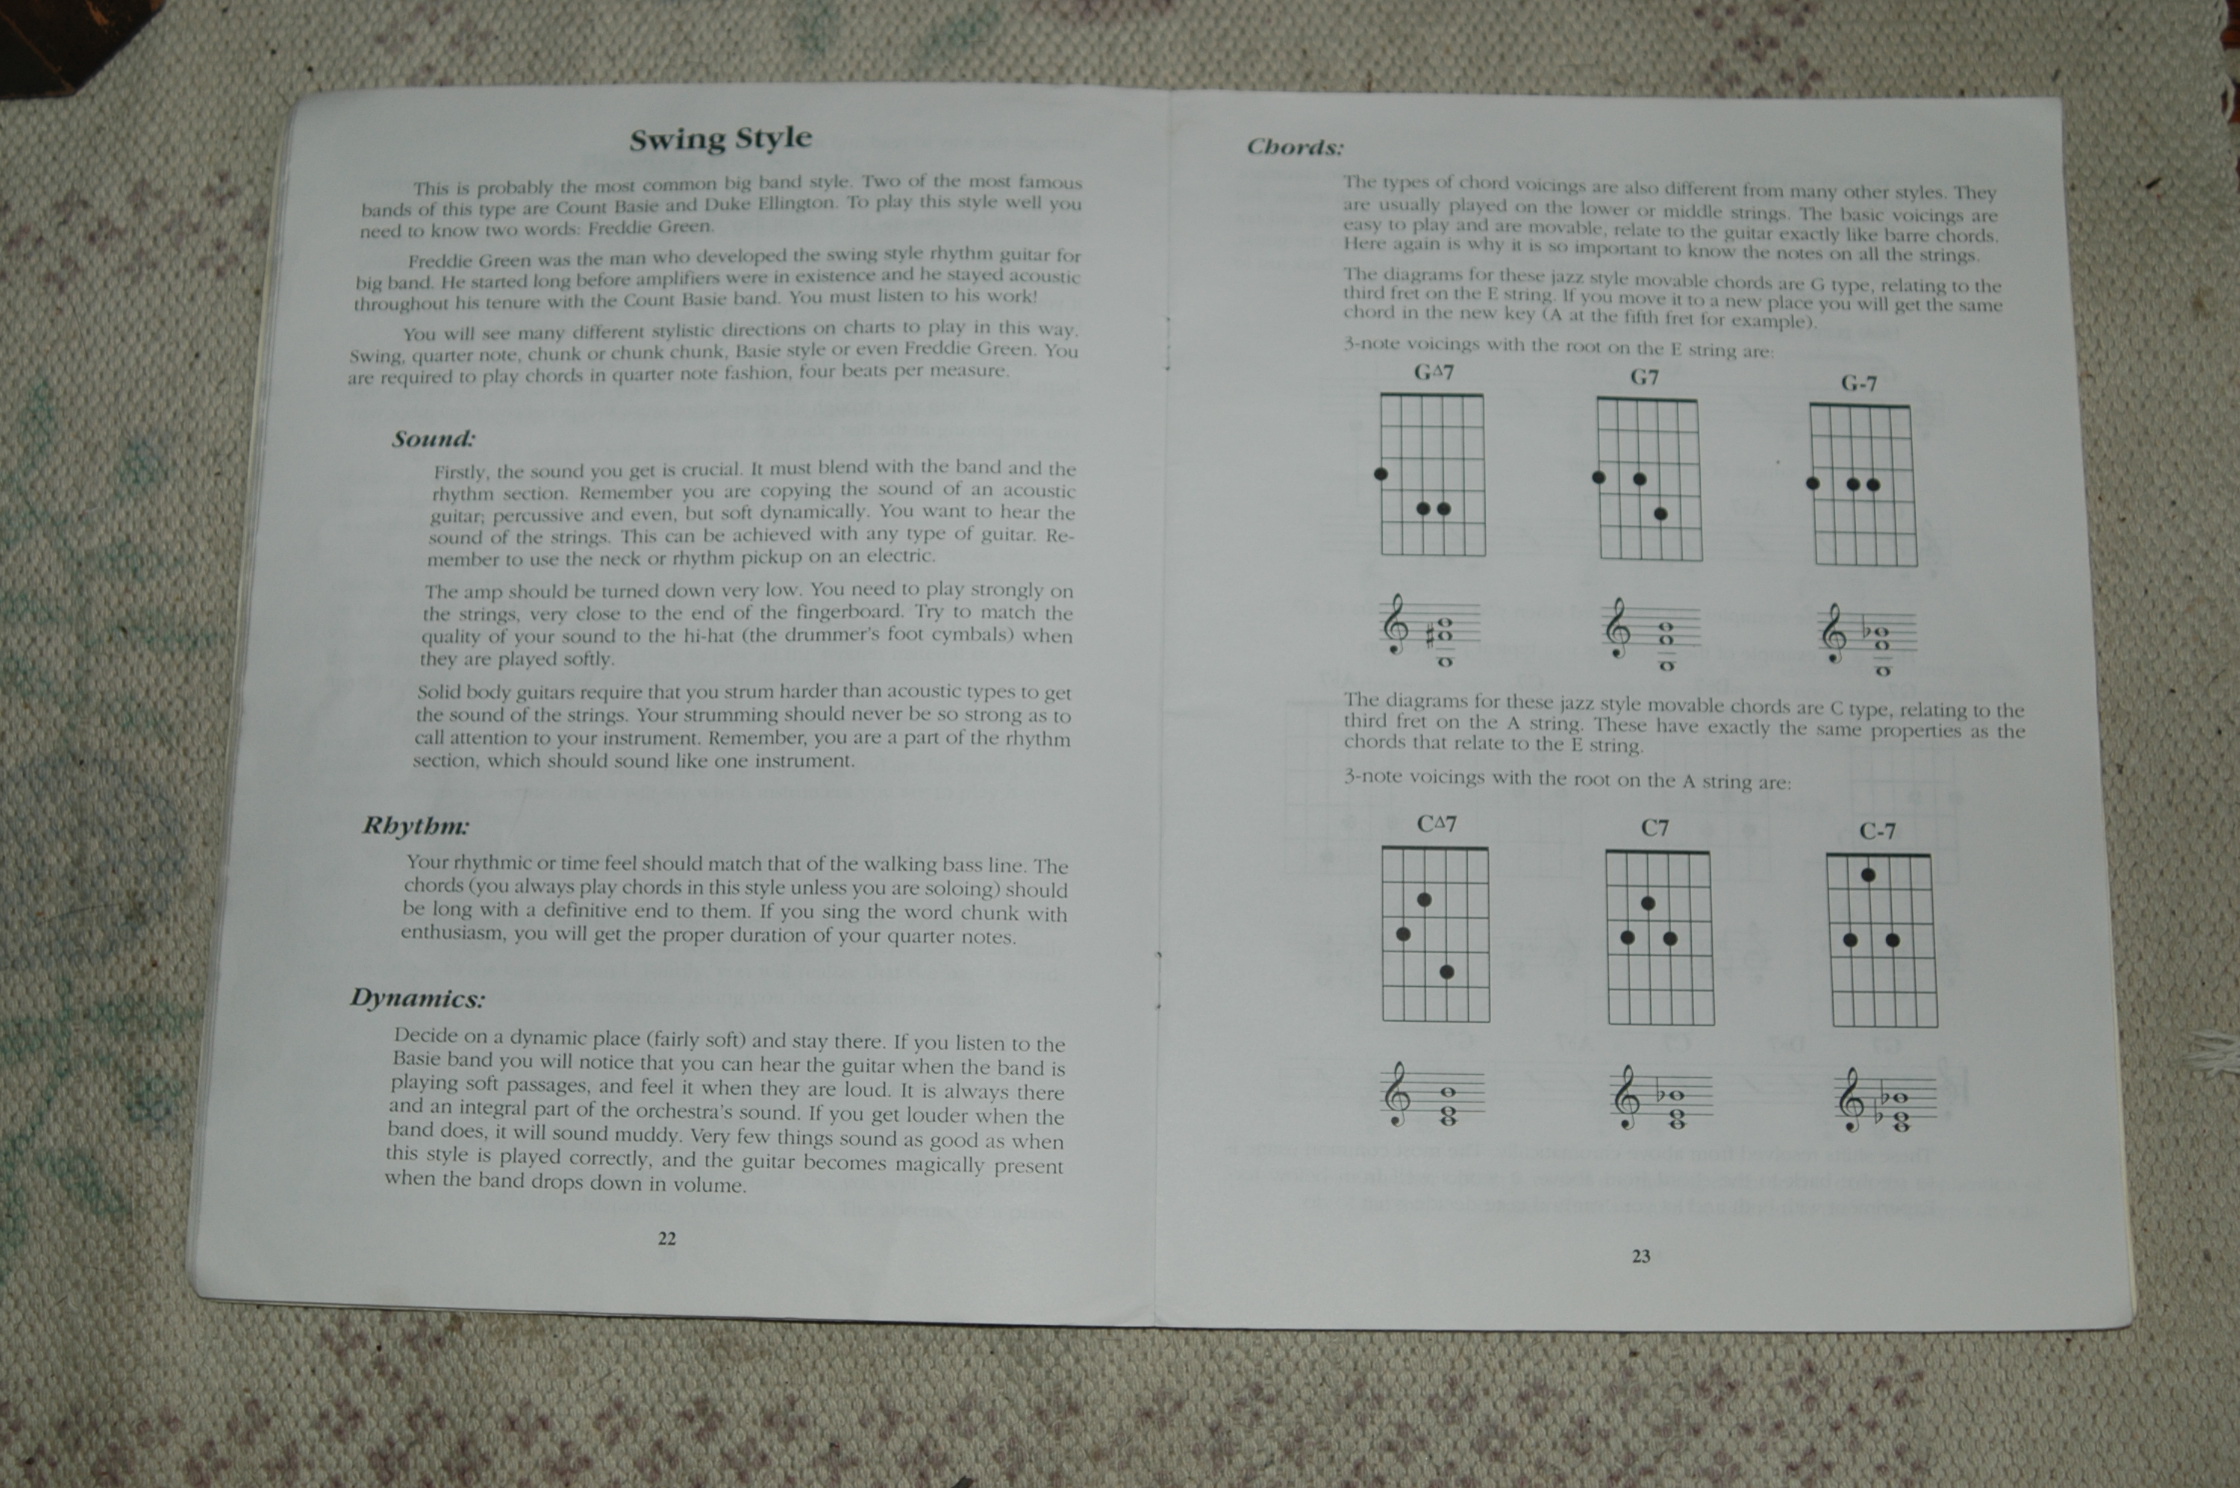 Swing Style
This is probably the most common big band style. Two of the most famous
bands of this type are Count Basie and Duke Ellington. To play this style well you
need to know two words: Freddie Green.
Freddie Green was the man who developed the swing style rhythm guitar for
big band. He started long before amplifiers were in existence and he stayed acoustic
throughout his tenure with the Count Basie band. You must listen to his work!
You will see many different stylistic directions on charts to play in this way.
Swing, quarter note, chunk or chunk chunk, Basie style or even Freddie Green. You
are required to play chords in quarter note fashion, four beats per measure.
Sound:
Firstly, the sound you get is crucial. It must blend with the band and the
rhythm section. Remember you are copying the sound of an acoustic
guitar; percussive and even, but soft dynamically. You want to hear the
sound of the strings. This can be achieved with any type of guitar. Re-
member to use the neck or rhythm pickup on an electric.
The amp should be turned down very low. You need to play strongly on
the strings, very close to the end of the fingerboard. Try to match the
quality of your sound to the hi-hat (the drummer's foot cymbals) when
they are played softly.
Solid body guitars require that you strum harder than acoustic types to get
the sound of the strings. Your strumming should never be so strong as to
call attention to your instrument. Remember, you are a part of the rhythm
section, which should sound like one instrument.
Rhythm:
Your rhythmic or time feel should match that of the walking bass line. The
chords (you always play chords in this style unless you are soloing) should
be long with a definitive end to them. If you sing the word chunk with
enthusiasm, you will get the proper duration of your quarter notes.
Dynamics:
Decide on a dynamic place (fairly soft) and stay there. If you listen to the
Basie band you will notice that you can hear the guitar when the band is
playing soft passages, and feel it when they are loud. It is always there
and an integral part of the orchestra's sound. If you get louder when the
band does, it will sound muddy. Very few things sound as good as when
this style is played correctly, and the guitar becomes magically present
when the band drops down in volume.
22
Chords:
The types of chord voicings are also different from many other styles. They
are usually played on the lower or middle strings. The basic voicings are
easy to play and are movable, relate to the guitar exactly like barre chords.
Here again is why it is so important to know the notes on all the strings.
The diagrams for these jazz style movable chords are G type, relating to the
third fret on the E string. If you move it to a new place you will get the same
chord in the new key (A at the fifth fret for example).
3-note voicings with the root on the E string are:
G∆7 G7 G-7
The diagrams for these jazz style movable chords are C type, relating to the
third fret on the A string. These have exactly the same properties as the
chords that relate to the E string.
3-note voicings with the root on the A string are:
C∆7 C7 C-7
23